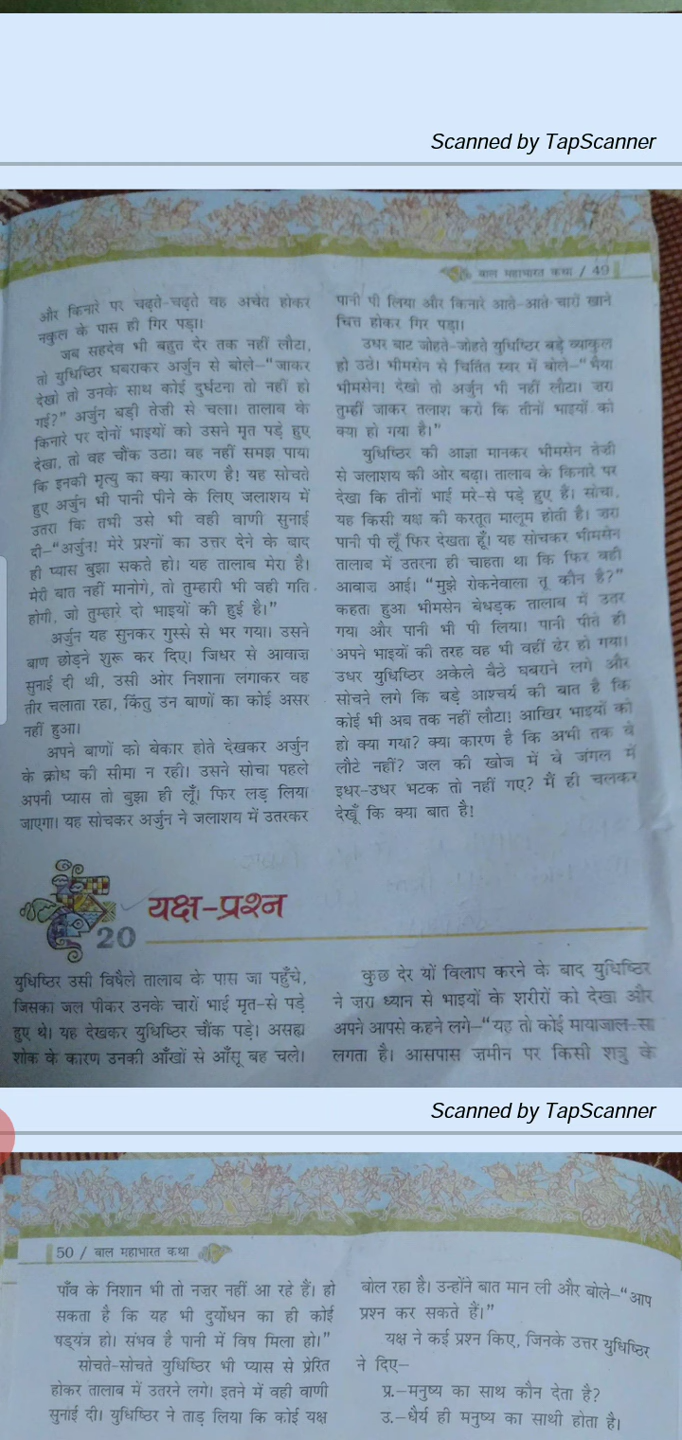 Scanned by TapScanner
बाल महाभारत कथा / 49
और किनारे पर चढ़ते-चढ़ते वह अचेत होकर
नकुल के पास ही गिर पड़ा।
जब सहदेव भी बहुत देर तक नहीं लौटा,
तो युधिष्ठिर घबराकर अर्जुन से बोले–“जाकर
देखो तो उनके साथ कोई दुर्घटना तो नहीं हो
गई?” अर्जुन बड़ी तेज़ी से चला। तालाब के
किनारे पर दोनों भाइयों को उसने मृत पड़े हुए
देखा, तो वह चौंक उठा। वह नहीं समझ पाया
कि इनकी मृत्यु का क्या कारण है! यह सोचते
हुए अर्जुन भी पानी पीने के लिए जलाशय में
उतरा कि तभी उसे भी वही वाणी सुनाई
दी–“अर्जुन! मेरे प्रश्नों का उत्तर देने के बाद
ही प्यास बुझा सकते हो। यह तालाब मेरा है।
मेरी बात नहीं मानोगे, तो तुम्हारी भी वही गति
होगी, जो तुम्हारे दो भाइयों की हुई है।”
अर्जुन यह सुनकर गुस्से से भर गया। उसने
बाण छोड़ने शुरू कर दिए। जिधर से आवाज़
सुनाई दी थी, उसी ओर निशाना लगाकर वह
तीर चलाता रहा, किंतु उन बाणों का कोई असर
नहीं हुआ।
अपने बाणों को बेकार होते देखकर अर्जुन
के क्रोध की सीमा न रही। उसने सोचा पहले
अपनी प्यास तो बुझा ही लूँ। फिर लड़ लिया
जाएगा। यह सोचकर अर्जुन ने जलाशय में उतरकर
पानी पी लिया और किनारे आते-आते चारों खाने
चित्त होकर गिर पड़ा।
उधर बाट जोहते-जोहते युधिष्ठिर बड़े व्याकुल
हो उठे। भीमसेन से चिंतित स्वर में बोले–“भैया
भीमसेन! देखो तो अर्जुन भी नहीं लौटा। ज़रा
तुम्हीं जाकर तलाश करो कि तीनों भाइयों को
क्या हो गया है।”
युधिष्ठिर की आज्ञा मानकर भीमसेन तेज़ी
से जलाशय की ओर बढ़ा। तालाब के किनारे पर
देखा कि तीनों भाई मरे-से पड़े हुए हैं। सोचा,
यह किसी यक्ष की करतूत मालूम होती है। ज़रा
पानी पी लूँ फिर देखता हूँ। यह सोचकर भीमसेन
तालाब में उतरना ही चाहता था कि फिर वही
आवाज़ आई। “मुझे रोकनेवाला तू कौन है?”
कहता हुआ भीमसेन बेधड़क तालाब में उतर
गया और पानी भी पी लिया। पानी पीते ही
अपने भाइयों की तरह वह भी वहीं ढेर हो गया।
उधर युधिष्ठिर अकेले बैठे घबराने लगे और
सोचने लगे कि बड़े आश्चर्य की बात है कि
कोई भी अब तक नहीं लौटा! आखिर भाइयों को
हो क्या गया? क्या कारण है कि अभी तक वे
लौटे नहीं? जल की खोज में वे जंगल में
इधर-उधर भटक तो नहीं गए? मैं ही चलकर
देखूँ कि क्या बात है!
यक्ष-प्रश्न
20
युधिष्ठिर उसी विषैले तालाब के पास जा पहुँचे,
जिसका जल पीकर उनके चारों भाई मृत-से पड़े
हुए थे। यह देखकर युधिष्ठिर चौंक पड़े। असह्य
शोक के कारण उनकी आँखों से आँसू बह चले।
कुछ देर यों विलाप करने के बाद युधिष्ठिर
ने ज़रा ध्यान से भाइयों के शरीरों को देखा और
अपने आपसे कहने लगे–“यह तो कोई मायाजाल-सा
लगता है। आसपास ज़मीन पर किसी शत्रु के
Scanned by TapScanner
50 / बाल महाभारत कथा
पाँव के निशान भी तो नज़र नहीं आ रहे हैं। हो
सकता है कि यह भी दुर्योधन का ही कोई
षड्यंत्र हो। संभव है पानी में विष मिला हो।”
सोचते-सोचते युधिष्ठिर भी प्यास से प्रेरित
होकर तालाब में उतरने लगे। इतने में वही वाणी
सुनाई दी। युधिष्ठिर ने ताड़ लिया कि कोई यक्ष
बोल रहा है। उन्होंने बात मान ली और बोले–“आप
प्रश्न कर सकते हैं।”
यक्ष ने कई प्रश्न किए, जिनके उत्तर युधिष्ठिर
ने दिए–
प्र.–मनुष्य का साथ कौन देता है?
उ.–धैर्य ही मनुष्य का साथी होता है।